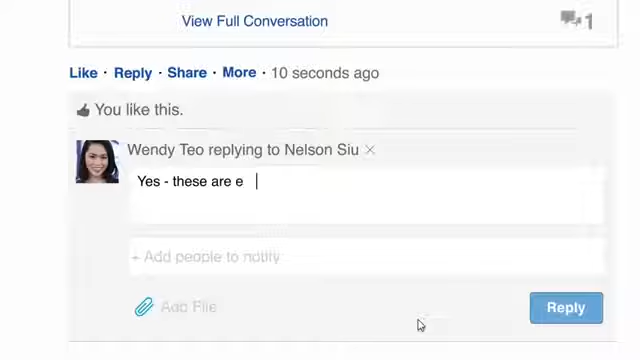 View Full Conversation
1
Like · Reply · Share · More · 10 seconds ago
You like this.
Wendy Teo replying to Nelson Siu ×
Yes - these are e
+ Add people to notify
Add File
Reply